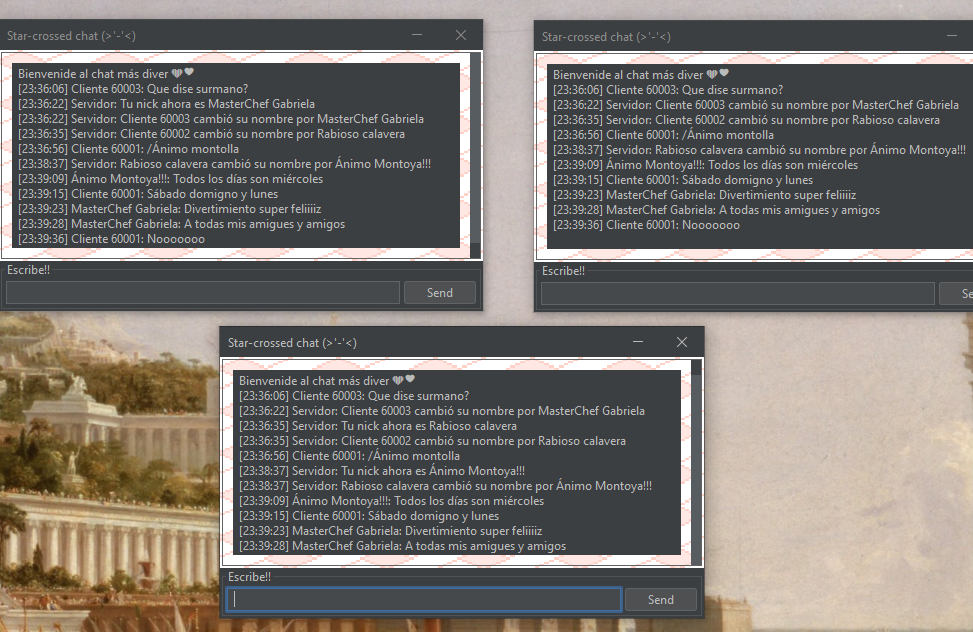 Star-crossed chat (>'-'<)
Bienvenide al chat más diver
[23:36:06] Cliente 60003: Que dise surmano?
[23:36:22] Servidor: Tu nick ahora es MasterChef Gabriela
[23:36:22] Servidor: Cliente 60003 cambió su nombre por MasterChef Gabriela
[23:36:35] Servidor: Cliente 60002 cambió su nombre por Rabioso calavera
[23:36:56] Cliente 60001: /Ánimo montolla
[23:38:37] Servidor: Rabioso calavera cambió su nombre por Ánimo Montoya!!!
[23:39:09] Ánimo Montoya!!!: Todos los días son miércoles
[23:39:15] Cliente 60001: Sábado domigno y lunes
[23:39:23] MasterChef Gabriela: Divertimiento super feliiiiz
[23:39:28] MasterChef Gabriela: A todas mis amigues y amigos
[23:39:36] Cliente 60001: Nooooooo
Escribe!!
Send
Star-crossed chat (>'-'<)
Bienvenide al chat más diver
[23:36:06] Cliente 60003: Que dise surmano?
[23:36:22] Servidor: Cliente 60003 cambió su nombre por MasterChef Gabriela
[23:36:35] Servidor: Cliente 60002 cambió su nombre por Rabioso calavera
[23:36:56] Cliente 60001: /Ánimo montolla
[23:38:37] Servidor: Rabioso calavera cambió su nombre por Ánimo Montoya!!!
[23:39:09] Ánimo Montoya!!!: Todos los días son miércoles
[23:39:15] Cliente 60001: Sábado domigno y lunes
[23:39:23] MasterChef Gabriela: Divertimiento super feliiiiz
[23:39:28] MasterChef Gabriela: A todas mis amigues y amigos
[23:39:36] Cliente 60001: Nooooooo
Escribe!!
Se
Star-crossed chat (>'-'<)
Bienvenide al chat más diver
[23:36:06] Cliente 60003: Que dise surmano?
[23:36:22] Servidor: Cliente 60003 cambió su nombre por MasterChef Gabriela
[23:36:35] Servidor: Tu nick ahora es Rabioso calavera
[23:36:35] Servidor: Cliente 60002 cambió su nombre por Rabioso calavera
[23:36:56] Cliente 60001: /Ánimo montolla
[23:38:37] Servidor: Tu nick ahora es Ánimo Montoya!!!
[23:38:37] Servidor: Rabioso calavera cambió su nombre por Ánimo Montoya!!!
[23:39:09] Ánimo Montoya!!!: Todos los días son miércoles
[23:39:15] Cliente 60001: Sábado domigno y lunes
[23:39:23] MasterChef Gabriela: Divertimiento super feliiiiz
[23:39:28] MasterChef Gabriela: A todas mis amigues y amigos
Escribe!!
Send